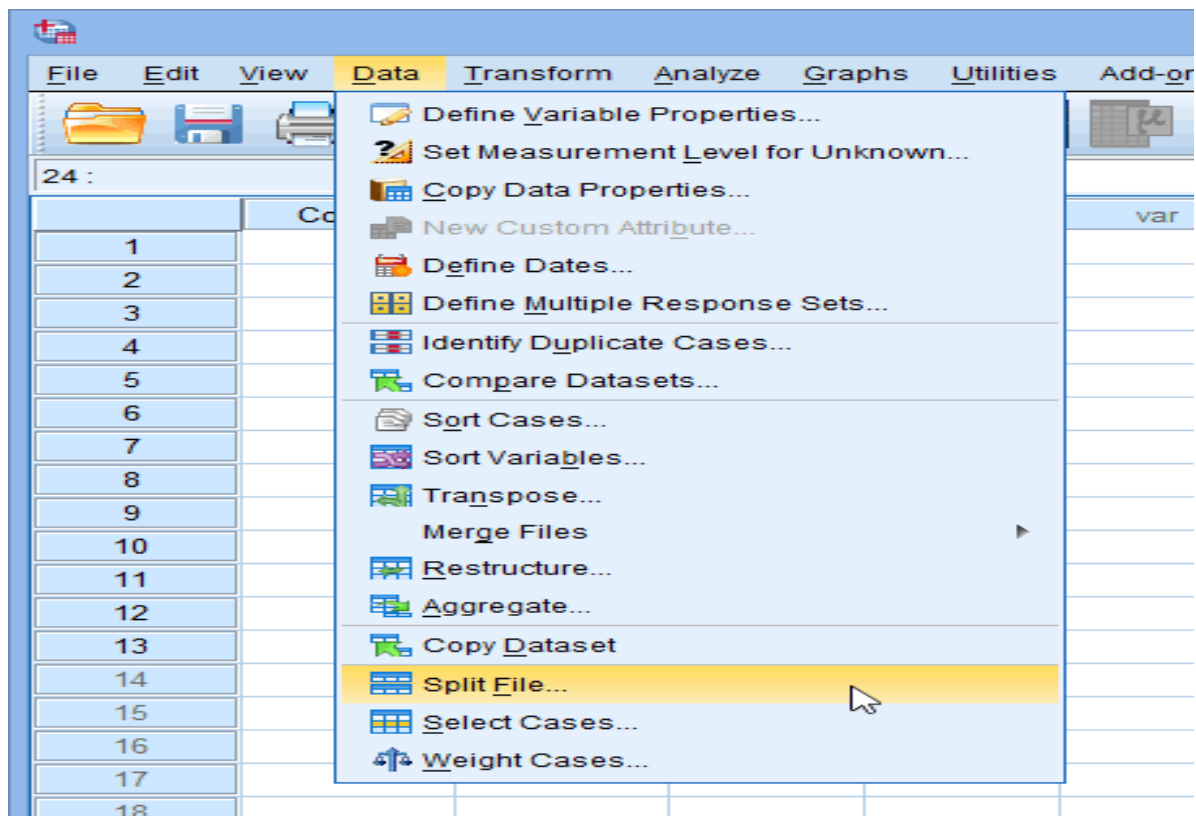 File Edit View Data Transform Analyze Graphs Utilities Add-or
24 :
Co var
Define Variable Properties...
Set Measurement Level for Unknown...
Copy Data Properties...
New Custom Attribute...
Define Dates...
Define Multiple Response Sets...
Identify Duplicate Cases...
Compare Datasets...
Sort Cases...
Sort Variables...
Transpose...
Merge Files
Restructure...
Aggregate...
Copy Dataset
Split File...
Select Cases...
Weight Cases...
1
2
3
4
5
6
7
8
9
10
11
12
13
14
15
16
17
18